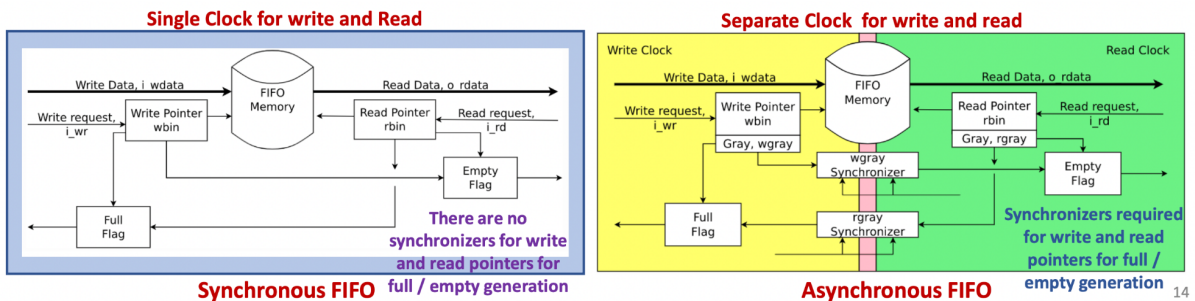 Single Clock for write and Read
Write Data, i_wdata
FIFO
Memory
Read Data, o_rdata
Write request,
i_wr
Write Pointer
wbin
Read Pointer
rbin
Read request,
i_rd
Empty
Flag
Full
Flag
There are no
synchronizers for write
and read pointers for
full / empty generation
Synchronous FIFO
Separate Clock for write and read
Write Clock
Read Clock
Write Data, i_wdata
FIFO
Memory
Read Data, o_rdata
Write request,
i_wr
Write Pointer
wbin
Gray, wgray
Read Pointer
rbin
Gray, rgray
Read request,
i_rd
wgray
Synchronizer
Empty
Flag
Full
Flag
rgray
Synchronizer
Synchronizers required
for write and read
pointers for full /
empty generation
Asynchronous FIFO
14